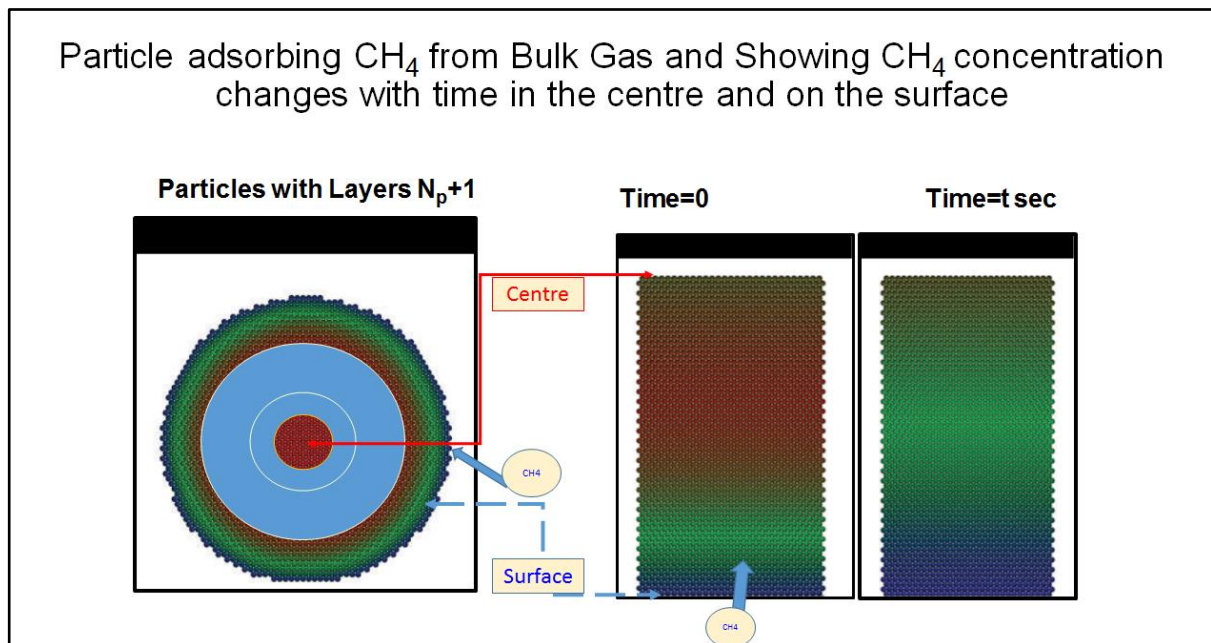 Particle adsorbing CH₄ from Bulk Gas and Showing CH₄ concentration
changes with time in the centre and on the surface
Particles with Layers Nₚ+1
Time=0
Time=t sec
Centre
CH4
Surface
CH4